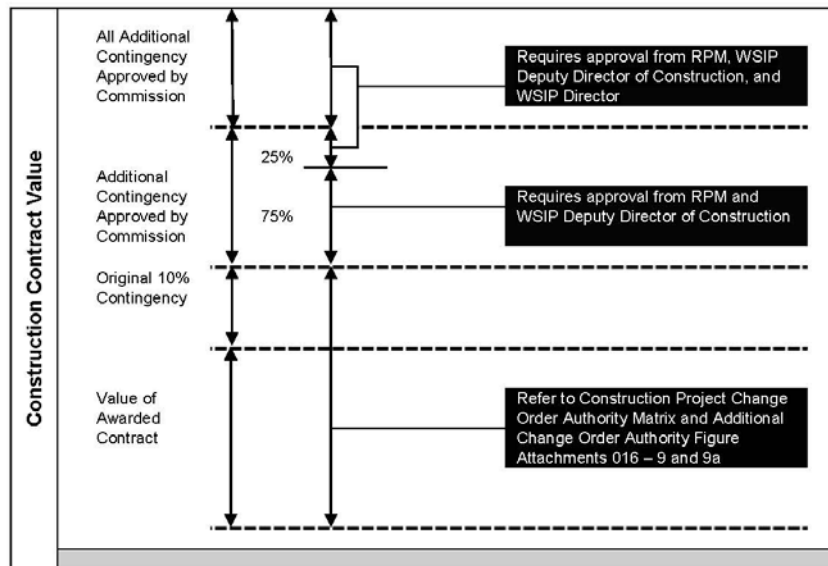 Construction Contract Value
All Additional
Contingency
Approved by
Commission
Requires approval from RPM, WSIP
Deputy Director of Construction, and
WSIP Director
25%
Additional
Contingency
Approved by
Commission
75%
Requires approval from RPM and
WSIP Deputy Director of Construction
Original 10%
Contingency
Value of
Awarded
Contract
Refer to Construction Project Change
Order Authority Matrix and Additional
Change Order Authority Figure
Attachments 016 – 9 and 9a